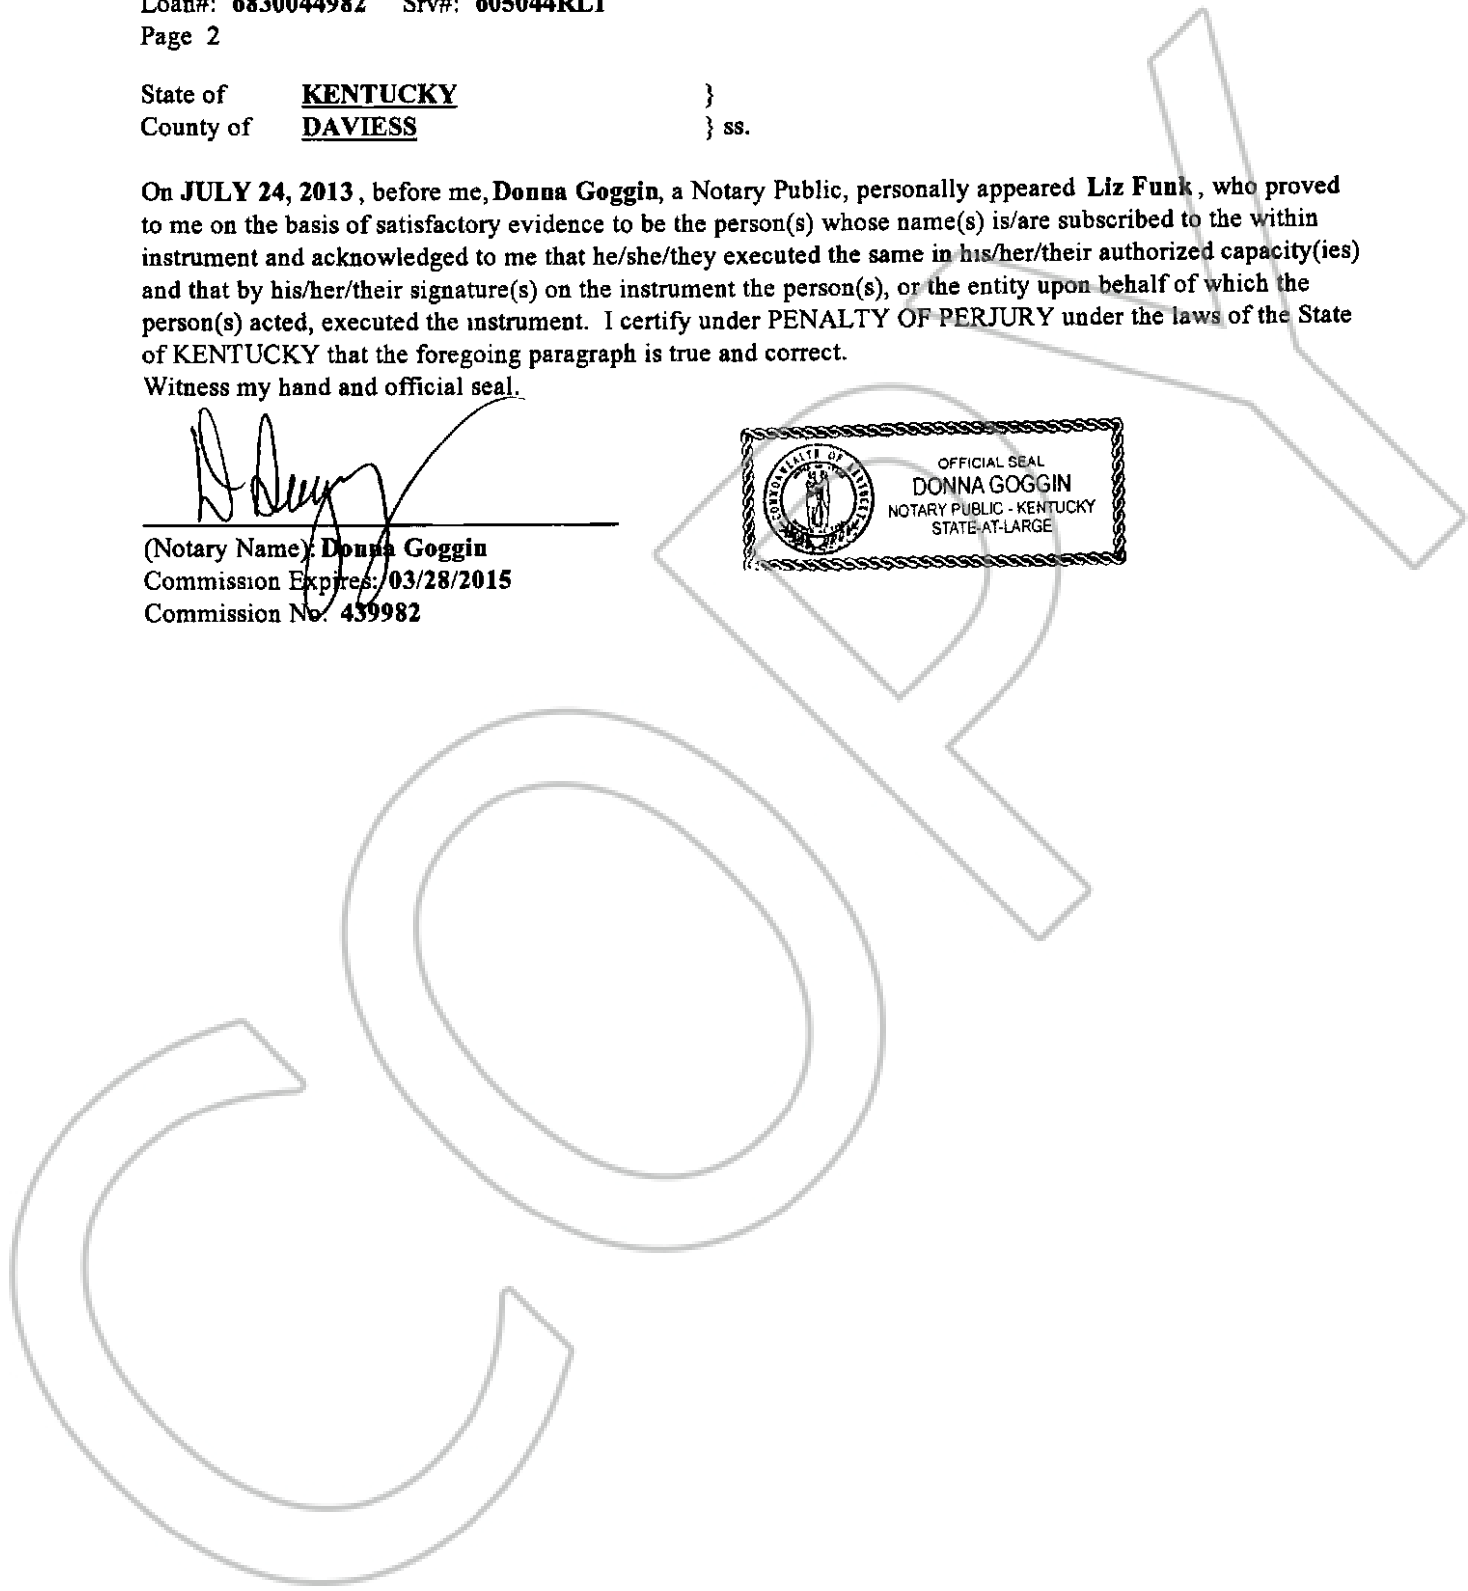 Loan#: 6830044982 Srv#: 605044RL1
Page 2
State of KENTUCKY }
County of DAVIESS } ss.
On JULY 24, 2013 , before me, Donna Goggin, a Notary Public, personally appeared Liz Funk , who proved
to me on the basis of satisfactory evidence to be the person(s) whose name(s) is/are subscribed to the within
instrument and acknowledged to me that he/she/they executed the same in his/her/their authorized capacity(ies)
and that by his/her/their signature(s) on the instrument the person(s), or the entity upon behalf of which the
person(s) acted, executed the instrument. I certify under PENALTY OF PERJURY under the laws of the State
of KENTUCKY that the foregoing paragraph is true and correct.
Witness my hand and official seal.
OFFICIAL SEAL
DONNA GOGGIN
NOTARY PUBLIC - KENTUCKY
STATE-AT-LARGE
COMMONWEALTH OF KENTUCKY
(Notary Name): Donna Goggin
Commission Expires: 03/28/2015
Commission No. 439982
COPY